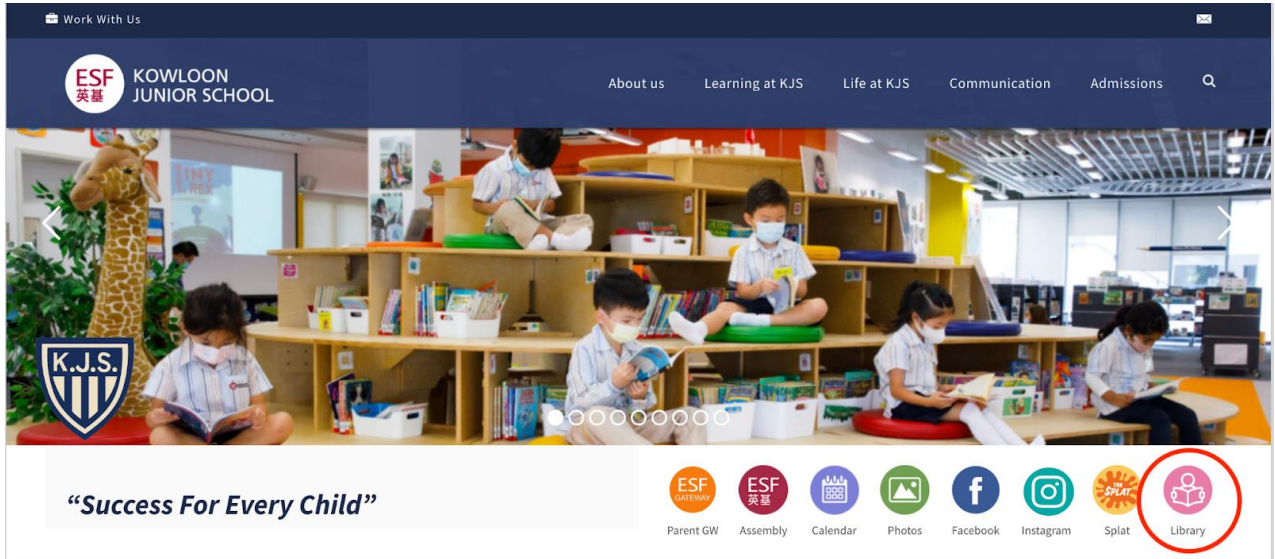 Work With Us
ESF
英基
KOWLOON
JUNIOR SCHOOL
About us
Learning at KJS
Life at KJS
Communication
Admissions
TINY
T. REX
K.J.S.
“Success For Every Child”
ESF
GATEWAY
Parent GW
ESF
英基
Assembly
Calendar
Photos
f
Facebook
Instagram
THE
SPLAT
Splat
Library